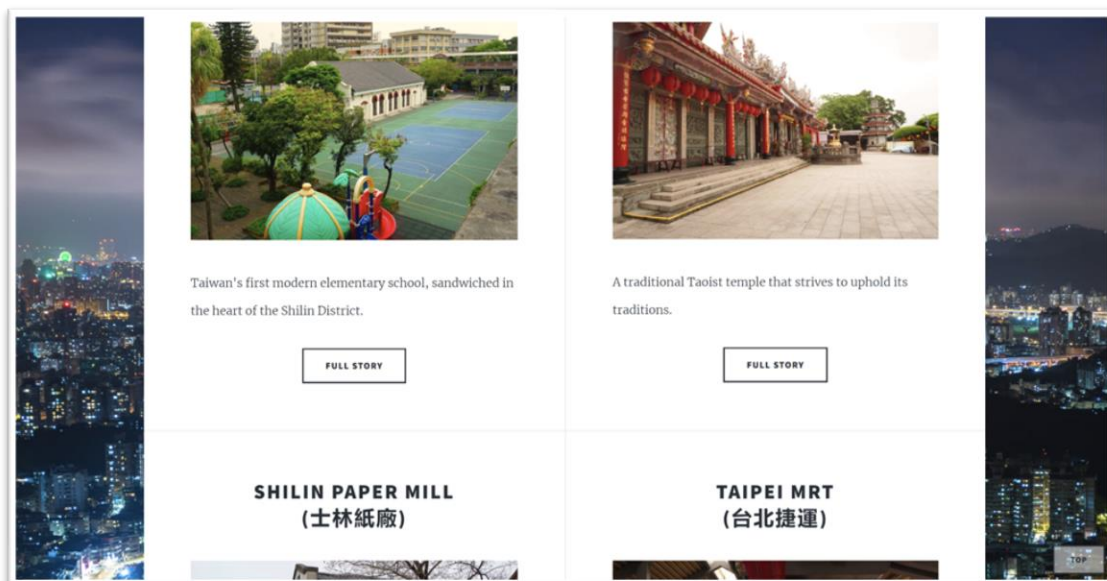 Taiwan's first modern elementary school, sandwiched in
the heart of the Shilin District.
FULL STORY
A traditional Taoist temple that strives to uphold its
traditions.
FULL STORY
SHILIN PAPER MILL
(士林紙廠)
TAIPEI MRT
(台北捷運)
TOP